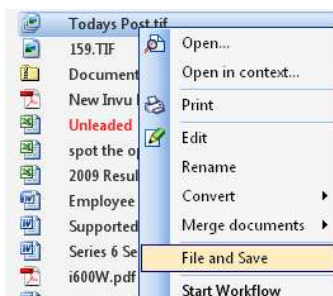 Todays Post.tif
159.TIF
Open...
Document
Open in context...
New Invu
Print
Unleaded
Edit
spot the
Rename
2009 Resul
Convert
Employee
Merge documents
Supported
Series 6 Se
File and Save
i600W.pdf
Start Workflow